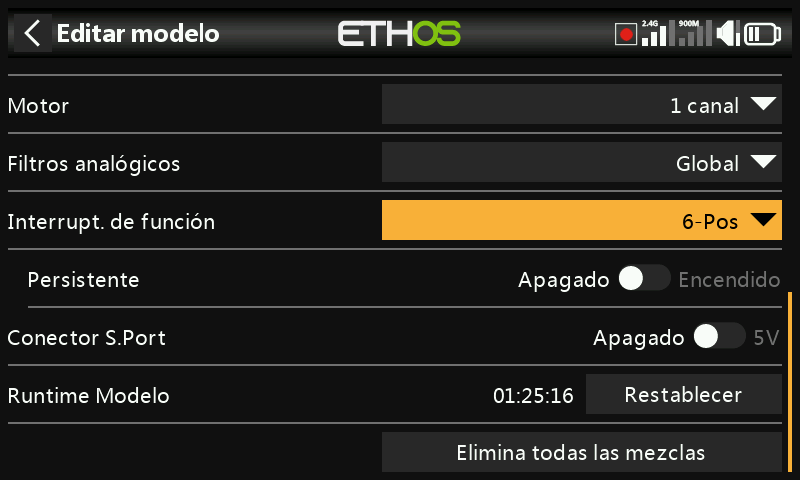 Editar modelo
ETHOS
2.4G
900M
Motor
1 canal
Filtros analógicos
Global
Interrupt. de función
6-Pos
Persistente
Apagado
Encendido
Conector S.Port
Apagado
5V
Runtime Modelo
01:25:16
Restablecer
Elimina todas las mezclas